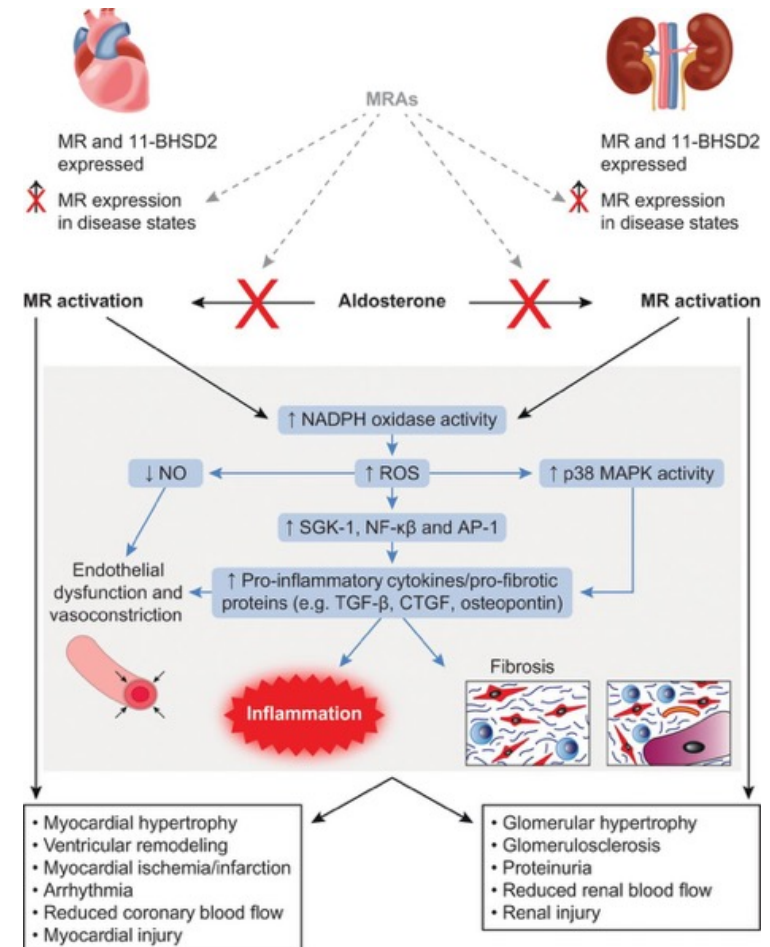 MRAs
MR and 11-BHSD2
expressed
↑ MR expression
in disease states
MR and 11-BHSD2
expressed
↑ MR expression
in disease states
MR activation
Aldosterone
MR activation
↑ NADPH oxidase activity
↓ NO
↑ ROS
↑ p38 MAPK activity
↑ SGK-1, NF-κβ and AP-1
Endothelial
dysfunction and
vasoconstriction
↑ Pro-inflammatory cytokines/pro-fibrotic
proteins (e.g. TGF-β, CTGF, osteopontin)
Inflammation
Fibrosis
• Myocardial hypertrophy
• Ventricular remodeling
• Myocardial ischemia/infarction
• Arrhythmia
• Reduced coronary blood flow
• Myocardial injury
• Glomerular hypertrophy
• Glomerulosclerosis
• Proteinuria
• Reduced renal blood flow
• Renal injury